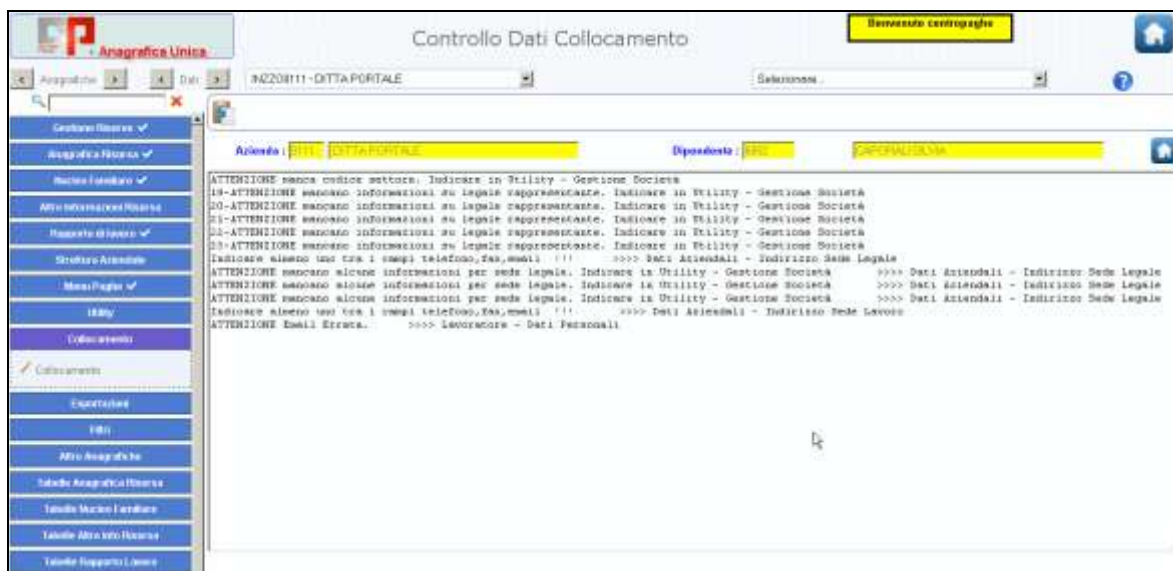 Anagrafica Unica
Controllo Dati Collocamento
Benvenuto centropaghe
Anagrafiche
Dati
INZZ08111 - DITTA PORTALE
Selezionare...
Gestione Risorsa
Anagrafica Risorsa
Nucleo Familiare
Altre Informazioni Risorsa
Rapporto di lavoro
Struttura Aziendale
Menu Paghe
Utility
Collocamento
Collocamento
Esportazioni
Filtri
Altre Anagrafiche
Tabelle Anagrafica Risorsa
Tabelle Nucleo Familiare
Tabelle Altre Info Risorsa
Tabelle Rapporto Lavoro
Azienda : 8111 DITTA PORTALE
Dipendente : CAPORALI SILVIA
ATTENZIONE manca codice settore. Indicare in Utility - Gestione Società
19-ATTENZIONE mancano informazioni su legale rappresentante. Indicare in Utility - Gestione Società
20-ATTENZIONE mancano informazioni su legale rappresentante. Indicare in Utility - Gestione Società
21-ATTENZIONE mancano informazioni su legale rappresentante. Indicare in Utility - Gestione Società
22-ATTENZIONE mancano informazioni su legale rappresentante. Indicare in Utility - Gestione Società
23-ATTENZIONE mancano informazioni su legale rappresentante. Indicare in Utility - Gestione Società
Indicare almeno uno tra i campi telefono,fax,email !!! >>>> Dati Aziendali - Indirizzo Sede Legale
ATTENZIONE mancano alcune informazioni per sede legale. Indicare in Utility - Gestione Società >>>> Dati Aziendali - Indirizzo Sede Legale
ATTENZIONE mancano alcune informazioni per sede legale. Indicare in Utility - Gestione Società >>>> Dati Aziendali - Indirizzo Sede Legale
ATTENZIONE mancano alcune informazioni per sede legale. Indicare in Utility - Gestione Società >>>> Dati Aziendali - Indirizzo Sede Legale
Indicare almeno uno tra i campi telefono,fax,email !!! >>>> Dati Aziendali - Indirizzo Sede Lavoro
ATTENZIONE Email Errata. >>>> Lavoratore - Dati Personali